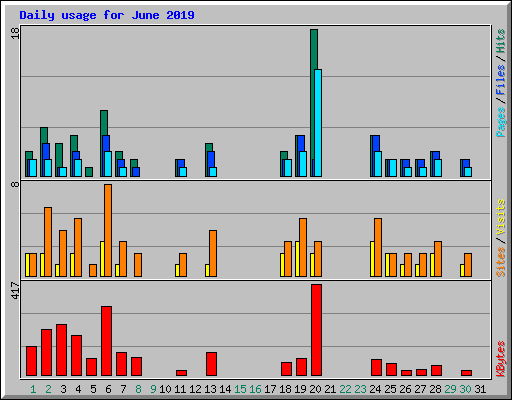 Daily usage for June 2019
18
Pages / Files / Hits
8
Sites / Visits
417
KBytes
1 2 3 4 5 6 7 8 9 10 11 12 13 14 15 16 17 18 19 20 21 22 23 24 25 26 27 28 29 30 31